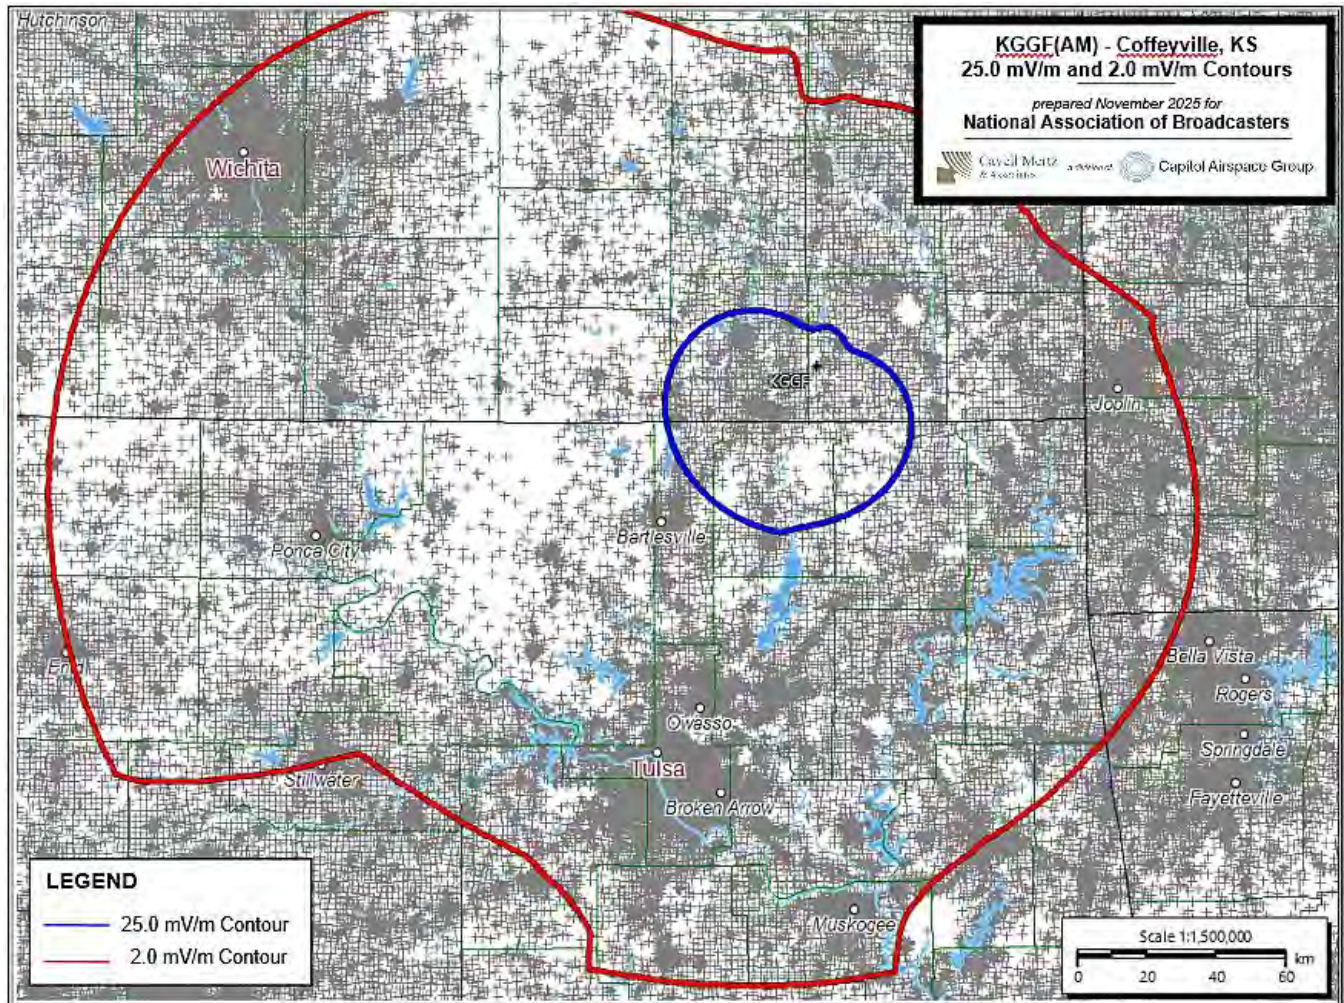 Hutchinson
KGGF(AM) - Coffeyville, KS
25.0 mV/m and 2.0 mV/m Contours
prepared November 2025 for
National Association of Broadcasters
Cavell Mertz
& Associates
Capitol Airspace Group
Wichita
KGGF
Joplin
Ponca City
Bartlesville
Enid
Bella Vista
Rogers
Owasso
Springdale
Tulsa
Stillwater
Fayetteville
Broken Arrow
Muskogee
LEGEND
25.0 mV/m Contour
2.0 mV/m Contour
Scale 1:1,500,000
0 20 40 60 km